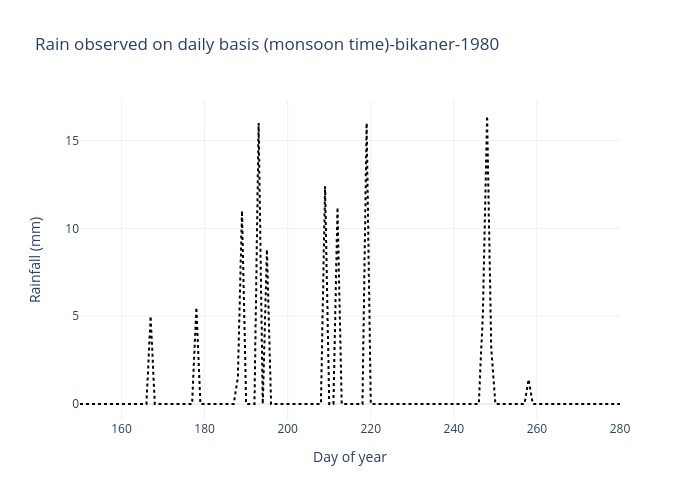 Rain observed on daily basis (monsoon time)-bikaner-1980
15
10
5
0
Rainfall (mm)
160 180 200 220 240 260 280
Day of year